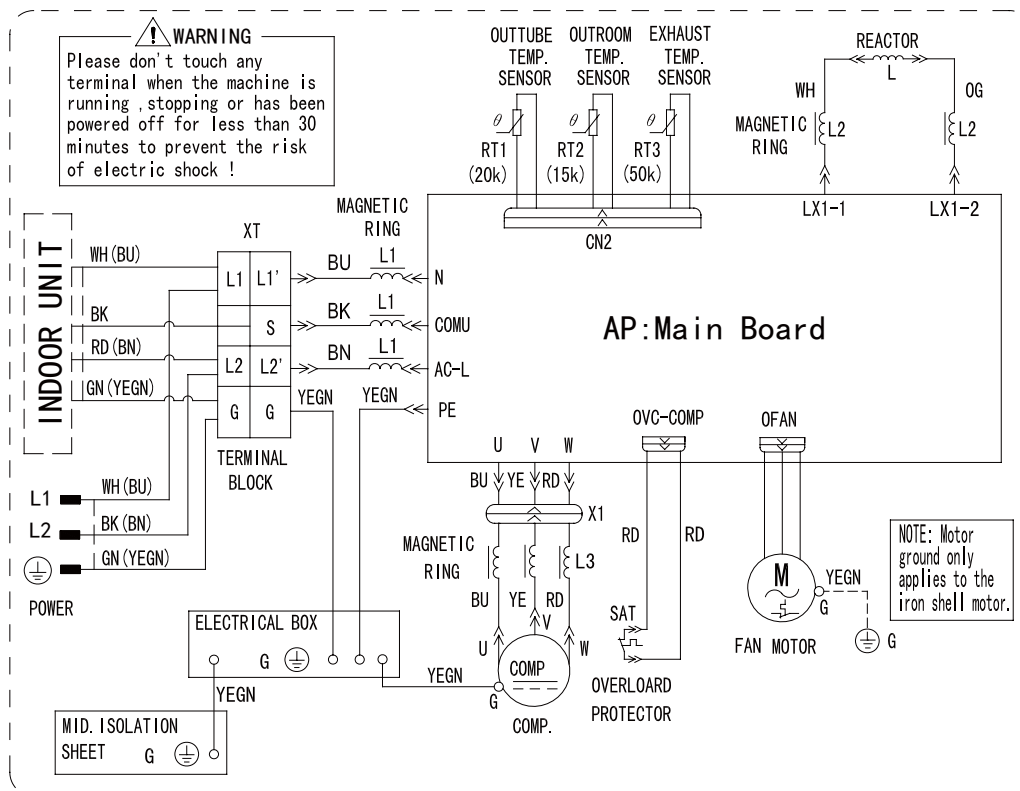 WARNING
Please don't touch any
terminal when the machine is
running ,stopping or has been
powered off for less than 30
minutes to prevent the risk
of electric shock !
OUTTUBE
TEMP.
SENSOR
OUTROOM
TEMP.
SENSOR
EXHAUST
TEMP.
SENSOR
θ
θ
θ
RT1
(20k)
RT2
(15k)
RT3
(50k)
CN2
REACTOR
L
WH
OG
MAGNETIC
RING
L2
L2
LX1-1
LX1-2
INDOOR UNIT
WH(BU)
BK
RD(BN)
GN(YEGN)
XT
L1
L1'
S
L2
L2'
G
G
TERMINAL
BLOCK
MAGNETIC
RING
BU
L1
N
BK
L1
COMU
BN
L1
AC-L
YEGN
YEGN
PE
AP:Main Board
U
V
W
OVC-COMP
OFAN
L1
WH(BU)
L2
BK(BN)
GN(YEGN)
POWER
BU
YE
RD
X1
MAGNETIC
RING
L3
BU
YE
RD
U
V
W
COMP
G
COMP.
RD
RD
SAT
OVERLOARD
PROTECTOR
M
YEGN
G
G
FAN MOTOR
NOTE: Motor
ground only
applies to the
iron shell motor.
ELECTRICAL BOX
G
YEGN
YEGN
MID. ISOLATION
SHEET
G